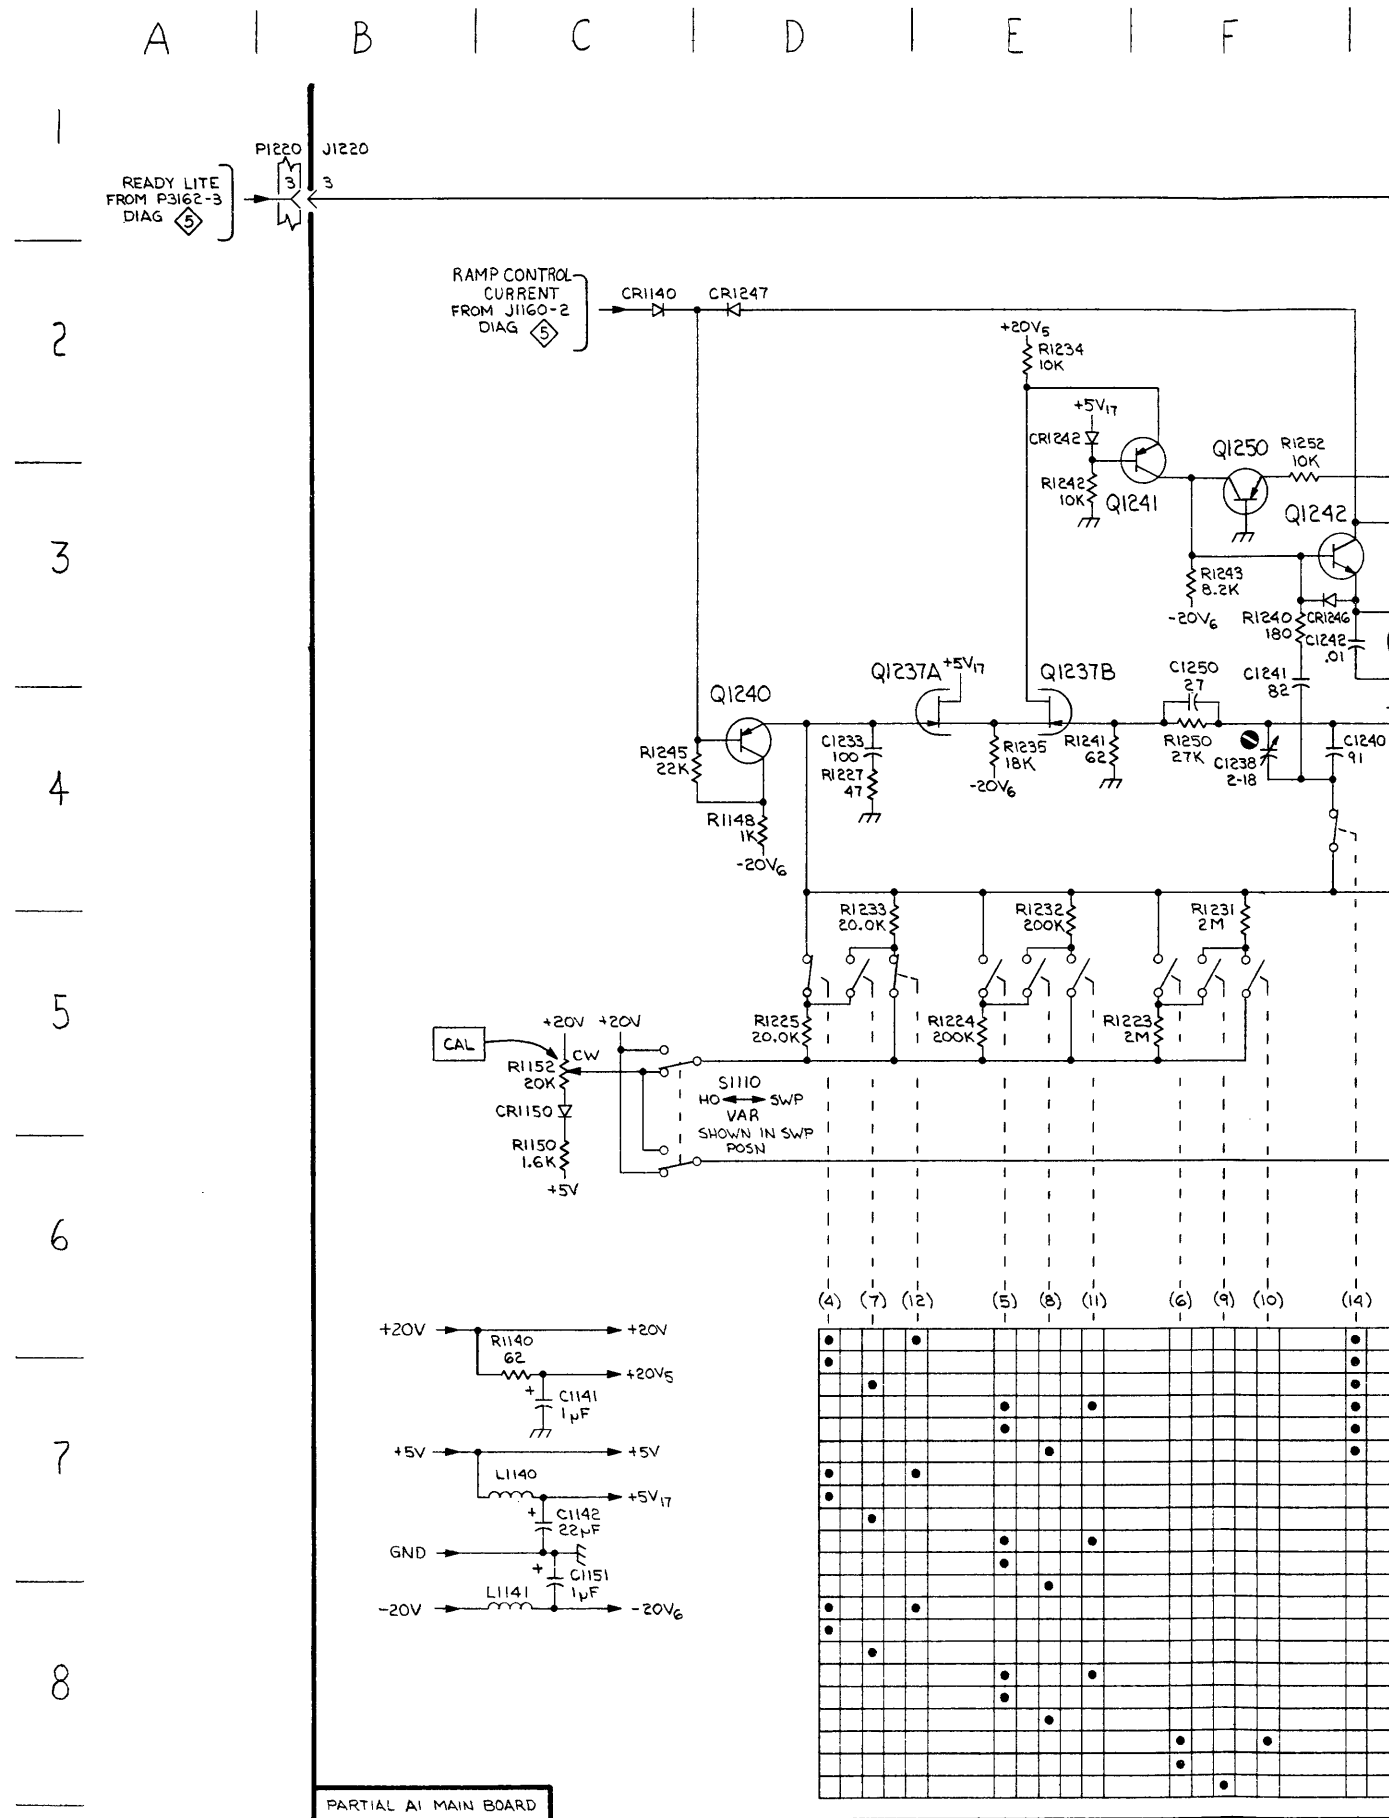 A | B | C | D | E | F |
1
P1220 J1220
3 3
READY LITE
FROM P3162-3
DIAG 5
2
RAMP CONTROL
CURRENT
FROM J1160-2
DIAG 5
CR1140 CR1247
+20V5
R1234
10K
+5V17
CR1242
R1242
10K
Q1241
Q1250
R1252
10K
Q1242
3
R1243
8.2K
-20V6
R1240
180
CR1246
C1242
.01
C1241
82
Q1237A +5V17 Q1237B
C1250
27
Q1240
4
R1245
22K
C1233
100
R1227
47
R1235
18K
-20V6
R1241
62
R1250
27K
C1238
2-18
C1240
91
R1148
1K
-20V6
R1233
20.0K
R1232
200K
R1231
2M
5
+20V +20V
CAL
CW
R1152
20K
R1225
20.0K
R1224
200K
R1223
2M
S1110
HO SWP
VAR
SHOWN IN SWP
POSN
CR1150
R1150
1.6K
+5V
6
(4) (7) (12) (5) (8) (11) (6) (9) (10) (14)
+20V +20V
R1140
62
+20V5
+ C1141
1µF
7
+5V +5V
L1140
+5V17
+ C1142
22µF
GND
+ C1151
1µF
L1141
-20V -20V6
8
PARTIAL A1 MAIN BOARD